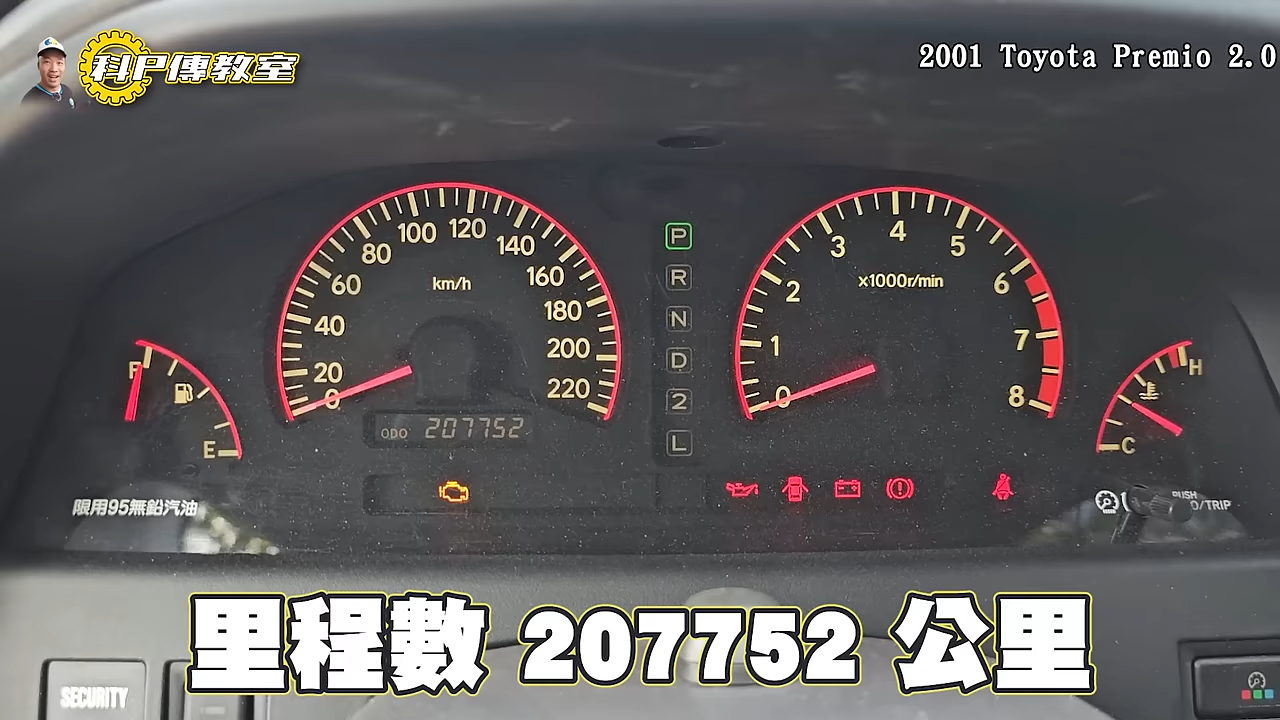 科P傳教室
2001 Toyota Premio 2.0
0 20 40 60 80 100 120 140 160 180 200 220
km/h
ODO 207752
P
R
N
D
2
L
0 1 2 3 4 5 6 7 8
x1000r/min
F
E
H
C
限用95無鉛汽油
PUSH
O/TRIP
里程數 207752 公里
SECURITY